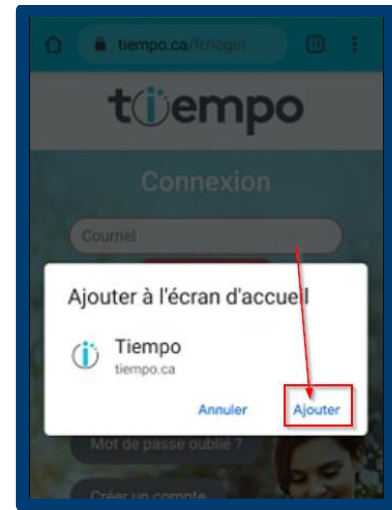 tiempo.ca/fr/login
tiempo
Connexion
Courriel
Ajouter à l'écran d'accueil
Tiempo
tiempo.ca
Annuler Ajouter
Mot de passe oublié ?
Créer un compte